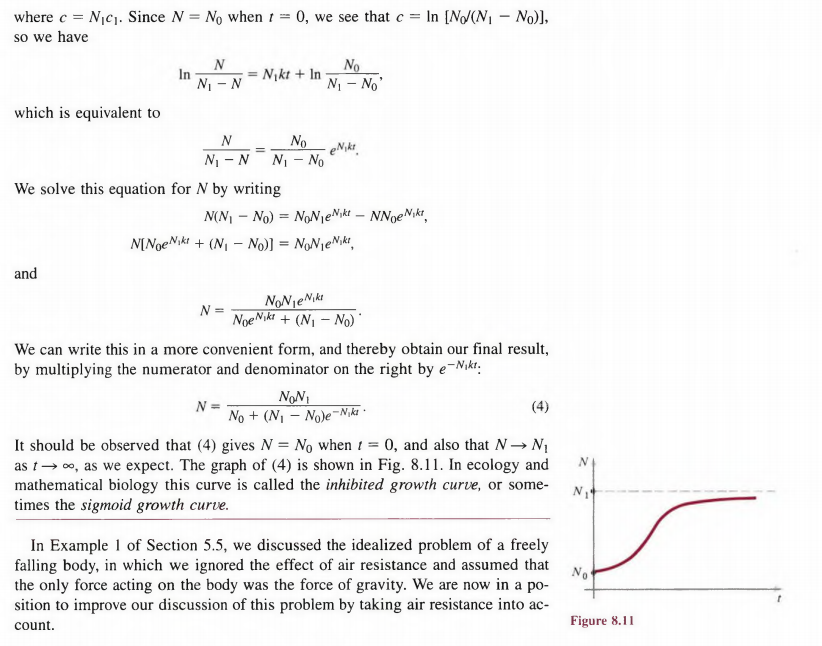 where c = N₁c₁. Since N = N₀ when t = 0, we see that c = ln [N₀/(N₁ − N₀)],
so we have
ln N/(N₁ − N) = N₁kt + ln N₀/(N₁ − N₀),
which is equivalent to
N/(N₁ − N) = N₀/(N₁ − N₀) e^(N₁kt).
We solve this equation for N by writing
N(N₁ − N₀) = N₀N₁e^(N₁kt) − NN₀e^(N₁kt),
N[N₀e^(N₁kt) + (N₁ − N₀)] = N₀N₁e^(N₁kt),
and
N = N₀N₁e^(N₁kt)/(N₀e^(N₁kt) + (N₁ − N₀)).
We can write this in a more convenient form, and thereby obtain our final result,
by multiplying the numerator and denominator on the right by e^(−N₁kt):
N = N₀N₁/(N₀ + (N₁ − N₀)e^(−N₁kt)). (4)
It should be observed that (4) gives N = N₀ when t = 0, and also that N → N₁
as t → ∞, as we expect. The graph of (4) is shown in Fig. 8.11. In ecology and
mathematical biology this curve is called the inhibited growth curve, or some-
times the sigmoid growth curve.
In Example 1 of Section 5.5, we discussed the idealized problem of a freely
falling body, in which we ignored the effect of air resistance and assumed that
the only force acting on the body was the force of gravity. We are now in a po-
sition to improve our discussion of this problem by taking air resistance into ac-
count.
N
N₁
N₀
t
Figure 8.11